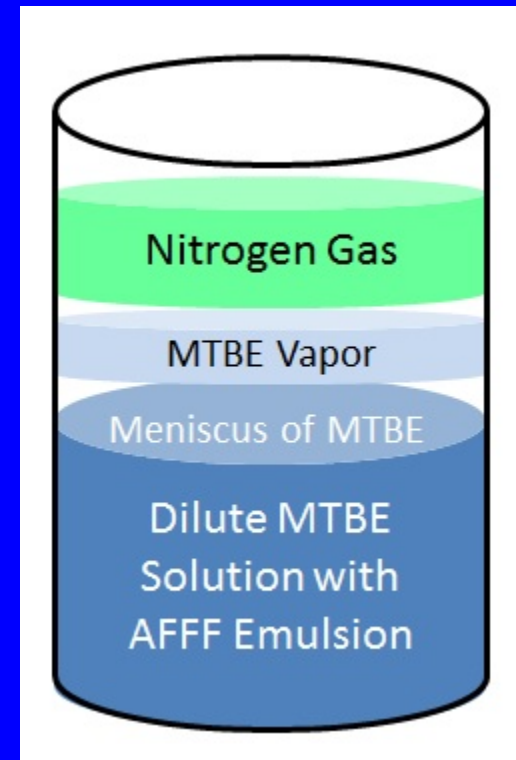 Nitrogen Gas
MTBE Vapor
Meniscus of MTBE
Dilute MTBE
Solution with
AFFF Emulsion